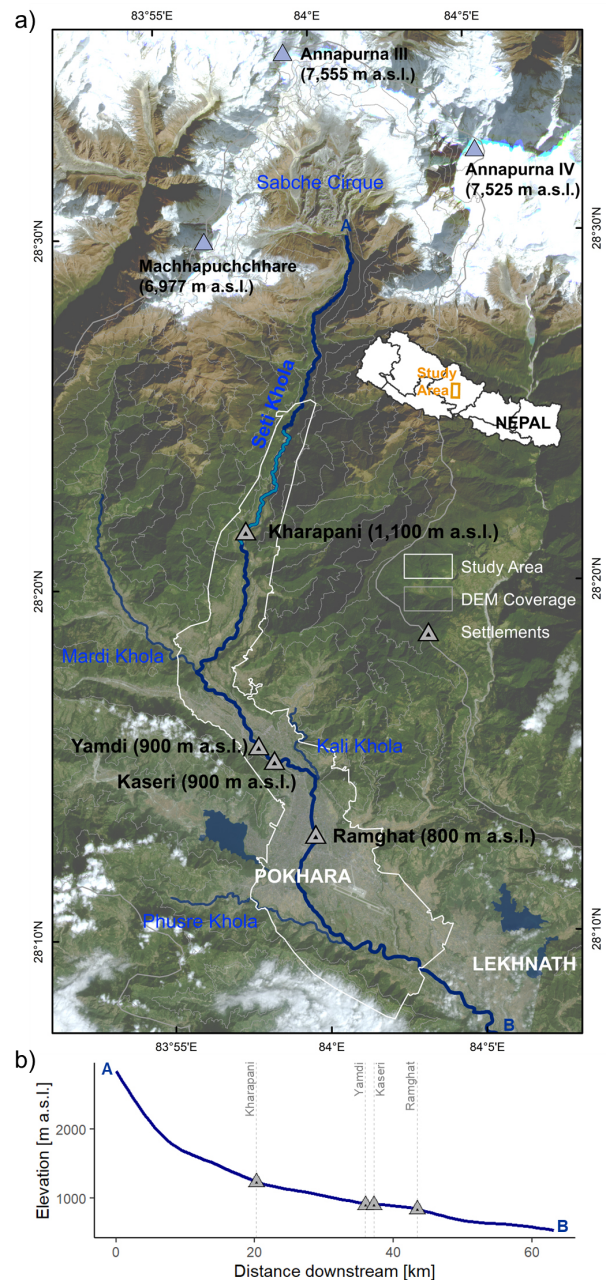 a)
83°55'E
84°E
84°5'E
Annapurna III
(7,555 m a.s.l.)
Annapurna IV
(7,525 m a.s.l.)
Sabche Cirque
A
28°30'N
28°30'N
Machhapuchchhare
(6,977 m a.s.l.)
Study
Area
NEPAL
Seti Khola
Kharapani (1,100 m a.s.l.)
Study Area
DEM Coverage
Settlements
28°20'N
28°20'N
Mardi Khola
Yamdi (900 m a.s.l.)
Kali Khola
Kaseri (900 m a.s.l.)
Ramghat (800 m a.s.l.)
POKHARA
Phusre Khola
28°10'N
28°10'N
LEKHNATH
B
83°55'E
84°E
84°5'E
b)
A
Kharapani
Yamdi
Kaseri
Ramghat
Elevation [m a.s.l.]
2000
1000
B
0
20
40
60
Distance downstream [km]